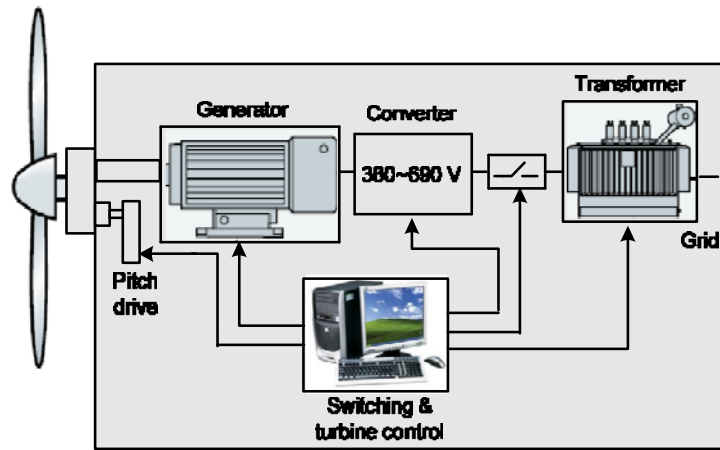 Transformer
Generator
Converter
380~690 V
Grid
Pitch
drive
Switching &
turbine control